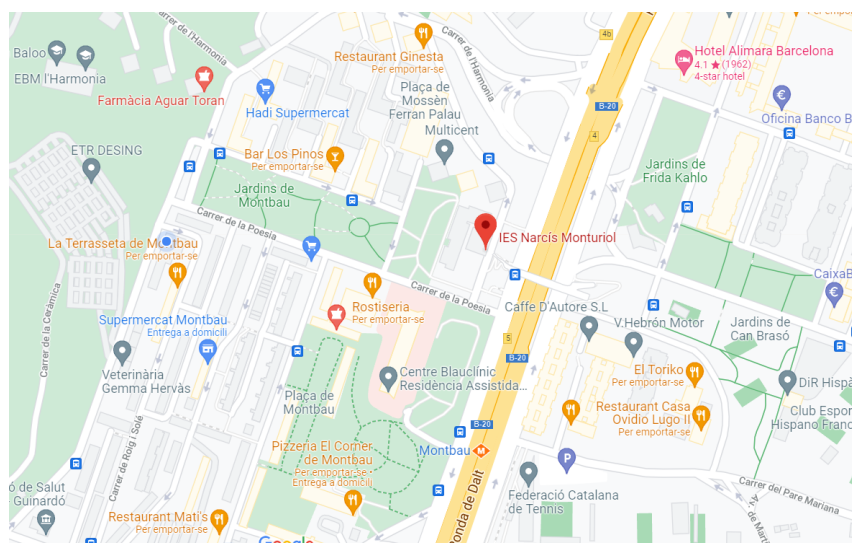 4b
Restaurant Ginesta
Per emportar-se
Carrer de l'Harmonia
Carrer de l'Harmonia
Baloo
EBM l'Harmonia
Hotel Alimara Barcelona
4.1 ★ (1962)
4-star hotel
Farmàcia Aguar Toran
Hadi Supermercat
Plaça de
Mossèn
Ferran Palau
Multicent
B-20
Oficina Banco B
4
ETR DESING
Bar Los Pinos
Per emportar-se
Jardins de
Montbau
Jardins de
Frida Kahlo
Carrer de la Poesia
La Terrasseta de Montbau
Per emportar-se
IES Narcís Monturiol
CaixaB
Rostiseria
Per emportar-se
Carrer de la Poesia
Caffe D'Autore S.L
V.Hebrón Motor
Jardins de
Can Brasó
Supermercat Montbau
Entrega a domicili
Carrer de la Ceràmica
5
B-20
Veterinària
Gemma Hervàs
Centre Blauclínic
Residència Assistida...
El Toriko
Per emportar-se
DiR Hispà
Plaça de
Montbau
Restaurant Casa
Ovidio Lugo II
Per emportar-se
Club Espor
Hispano Franc
Carrer de Roig i Solé
B-20
Pizzeria El Corner
de Montbau
Per emportar-se •
Entrega a domicili
Montbau
M
P
ó de Salut
Guinardó
Ronda de Dalt
Federació Catalana
de Tennis
Carrer del Pare Mariana
Av. de Martí
Restaurant Mati's
Per emportar-se
Google